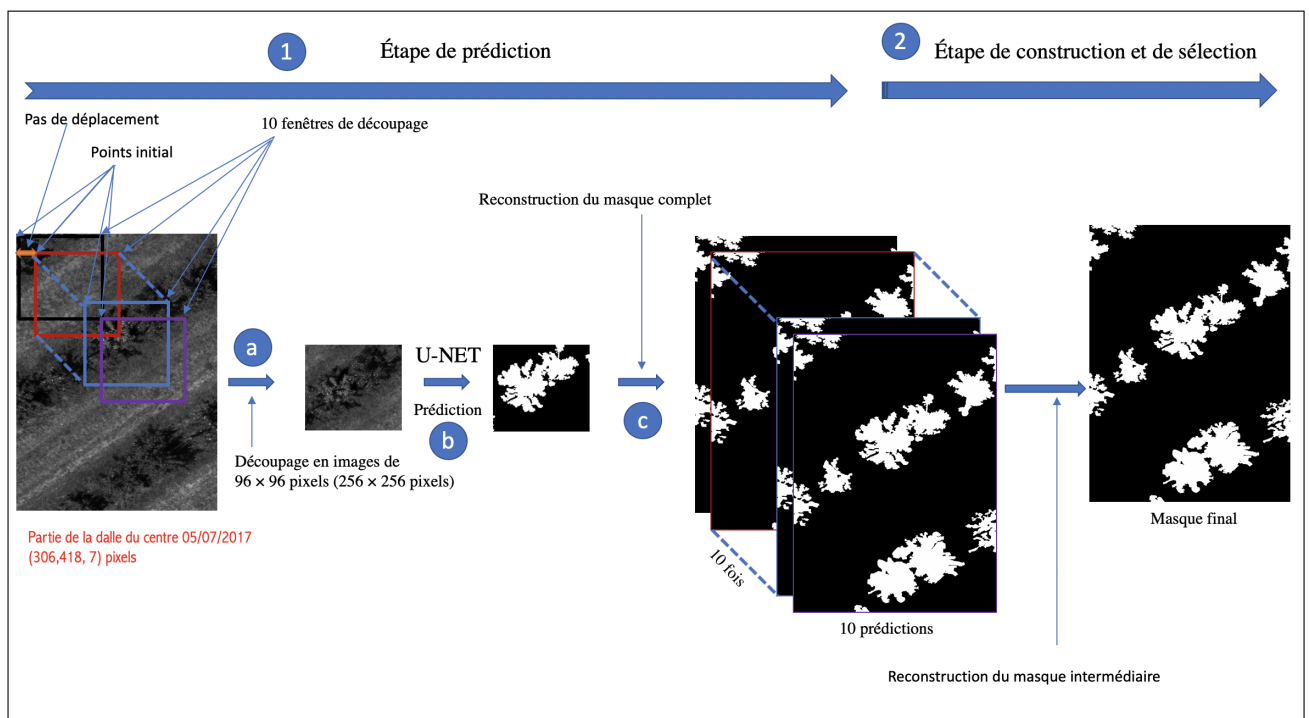 1
Étape de prédiction
2
Étape de construction et de sélection
Pas de déplacement
10 fenêtres de découpage
Points initial
Reconstruction du masque complet
a
U-NET
Prédiction
b
c
Découpage en images de
96 × 96 pixels (256 × 256 pixels)
Partie de la dalle du centre 05/07/2017
(306,418, 7) pixels
10 fois
10 prédictions
Masque final
Reconstruction du masque intermédiaire